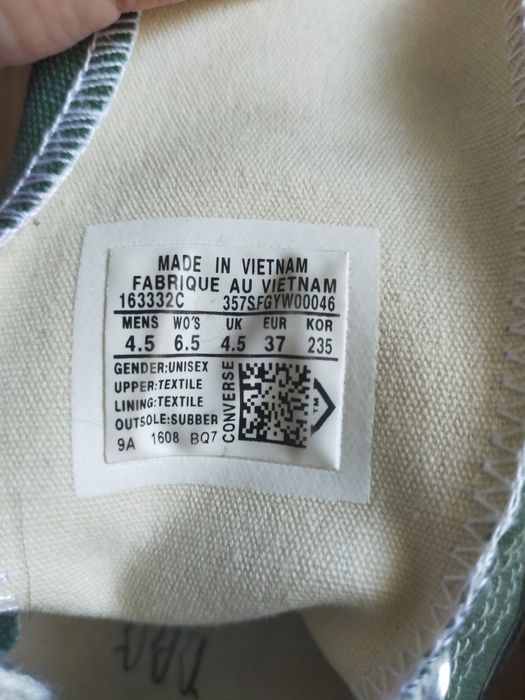 MADE IN VIETNAM
FABRIQUE AU VIETNAM
163332C 357SFGYW00046
MENS WO'S UK EUR KOR
4.5 6.5 4.5 37 235
GENDER:UNISEX
UPPER:TEXTILE
LINING:TEXTILE
OUTSOLE:SUBBER
9A 1608 BQ7
CONVERSE
TM